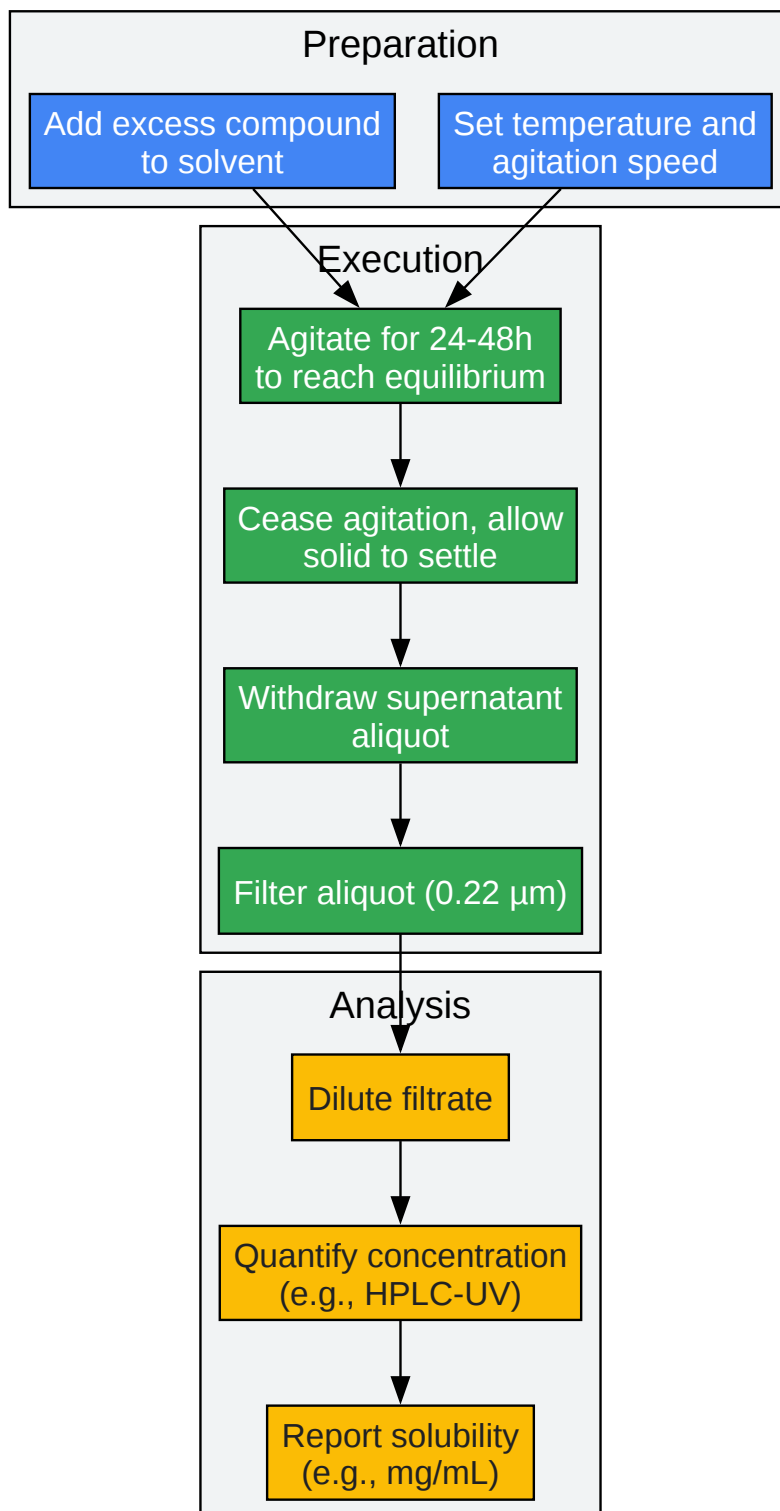 Preparation
Add excess compound
to solvent
Set temperature and
agitation speed
Execution
Agitate for 24-48h
to reach equilibrium
Cease agitation, allow
solid to settle
Withdraw supernatant
aliquot
Filter aliquot (0.22 µm)
Analysis
Dilute filtrate
Quantify concentration
(e.g., HPLC-UV)
Report solubility
(e.g., mg/mL)